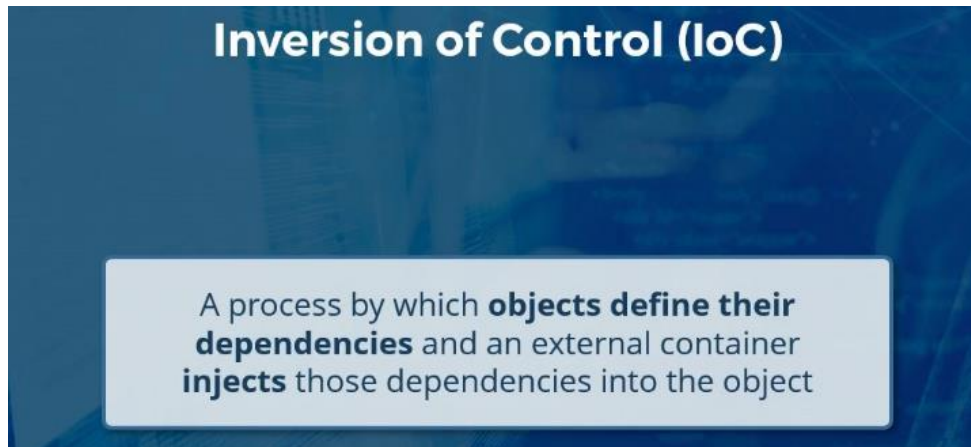 Inversion of Control (IoC)
A process by which objects define their
dependencies and an external container
injects those dependencies into the object